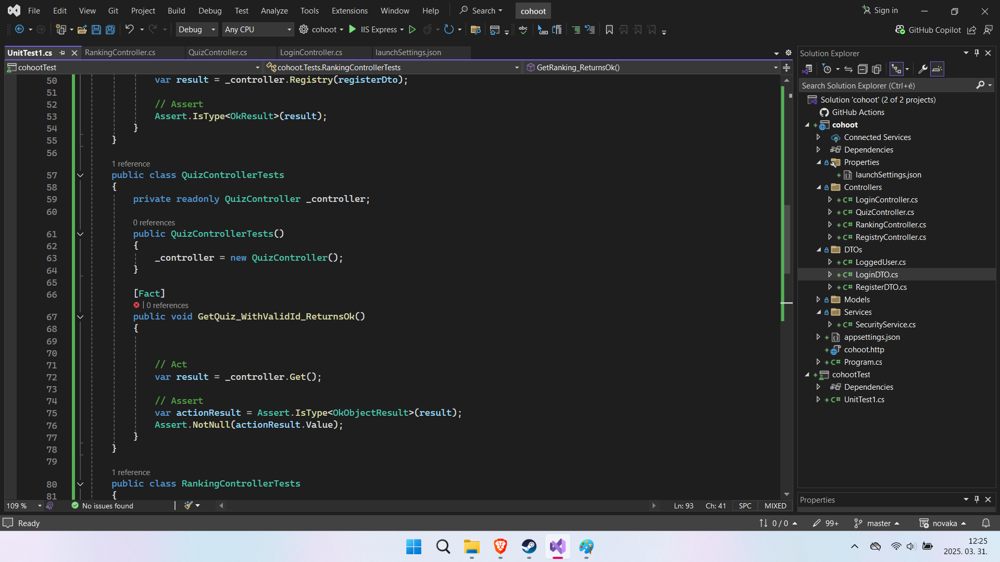 File Edit View Git Project Build Debug Test Analyze Tools Extensions Window Help Search cohoot Sign in
Debug Any CPU cohoot IIS Express abc GitHub Copilot
UnitTest1.cs RankingController.cs QuizController.cs LoginController.cs launchSettings.json
cohootTest cohoot.Tests.RankingControllerTests GetRanking_ReturnsOk()
50 var result = _controller.Registry(registerDto);
51
52 // Assert
53 Assert.IsType<OkResult>(result);
54 }
55 }
56
1 reference
57 public class QuizControllerTests
58 {
59 private readonly QuizController _controller;
60
0 references
61 public QuizControllerTests()
62 {
63 _controller = new QuizController();
64 }
65
66 [Fact]
| 0 references
67 public void GetQuiz_WithValidId_ReturnsOk()
68 {
69
70
71 // Act
72 var result = _controller.Get();
73
74 // Assert
75 var actionResult = Assert.IsType<OkObjectResult>(result);
76 Assert.NotNull(actionResult.Value);
77 }
78 }
79
1 reference
80 public class RankingControllerTests
81 {
109 % No issues found Ln: 93 Ch: 41 SPC MIXED
Solution Explorer
Search Solution Explorer (Ctrl+é)
Solution 'cohoot' (2 of 2 projects)
GitHub Actions
cohoot
Connected Services
Dependencies
Properties
launchSettings.json
Controllers
C# LoginController.cs
C# QuizController.cs
C# RankingController.cs
C# RegistryController.cs
DTOs
C# LoggedUser.cs
C# LoginDTO.cs
C# RegisterDTO.cs
Models
Services
C# SecurityService.cs
appsettings.json
cohoot.http
C# Program.cs
cohootTest
Dependencies
C# UnitTest1.cs
Properties
Ready 0 / 0 99+ master novaka
12:25
2025. 03. 31.